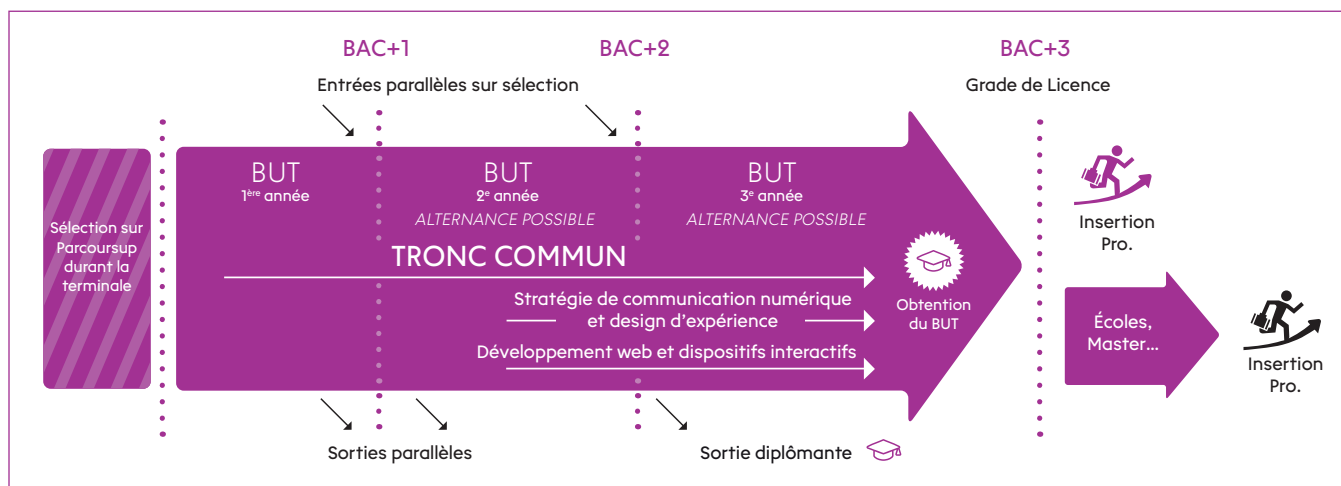 BAC+1
BAC+2
BAC+3
Entrées parallèles sur sélection
Grade de Licence
Sélection sur
Parcoursup
durant la
terminale
BUT
1ère année
BUT
2e année
ALTERNANCE POSSIBLE
BUT
3e année
ALTERNANCE POSSIBLE
TRONC COMMUN
Stratégie de communication numérique
et design d'expérience
Développement web et dispositifs interactifs
Obtention
du BUT
Insertion
Pro.
Écoles,
Master...
Insertion
Pro.
Sorties parallèles
Sortie diplômante